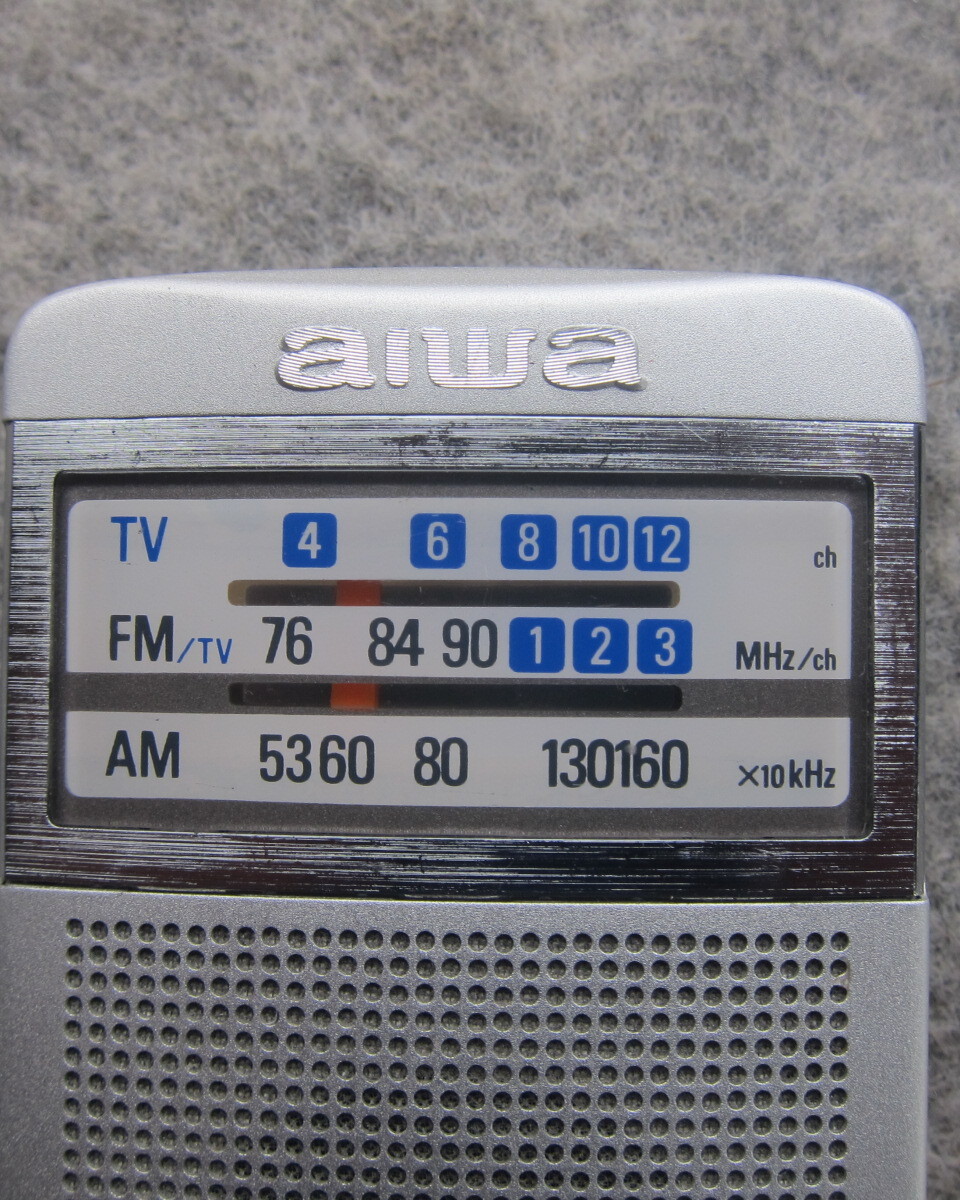 aiwa
TV 4 6 8 10 12 ch
FM/TV 76 84 90 1 2 3 MHz/ch
AM 53 60 80 130 160 ×10kHz